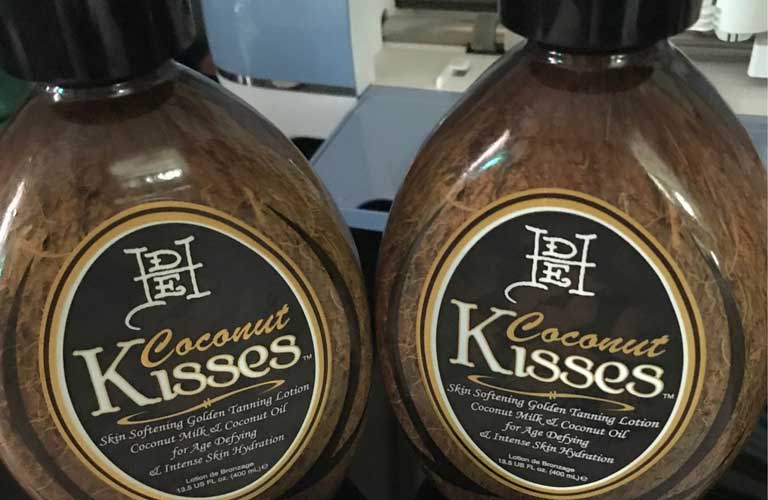 DEH
Coconut
Kisses™
Skin Softening Golden Tanning Lotion
Coconut Milk & Coconut Oil
for Age Defying
& Intense Skin Hydration
Lotion de Bronzage
13.5 US FL oz. (400 mL) ℮
DEH
Coconut
Kisses™
Skin Softening Golden Tanning Lotion
Coconut Milk & Coconut Oil
for Age Defying
& Intense Skin Hydration
Lotion de Bronzage
13.5 US FL oz. (400 mL) ℮